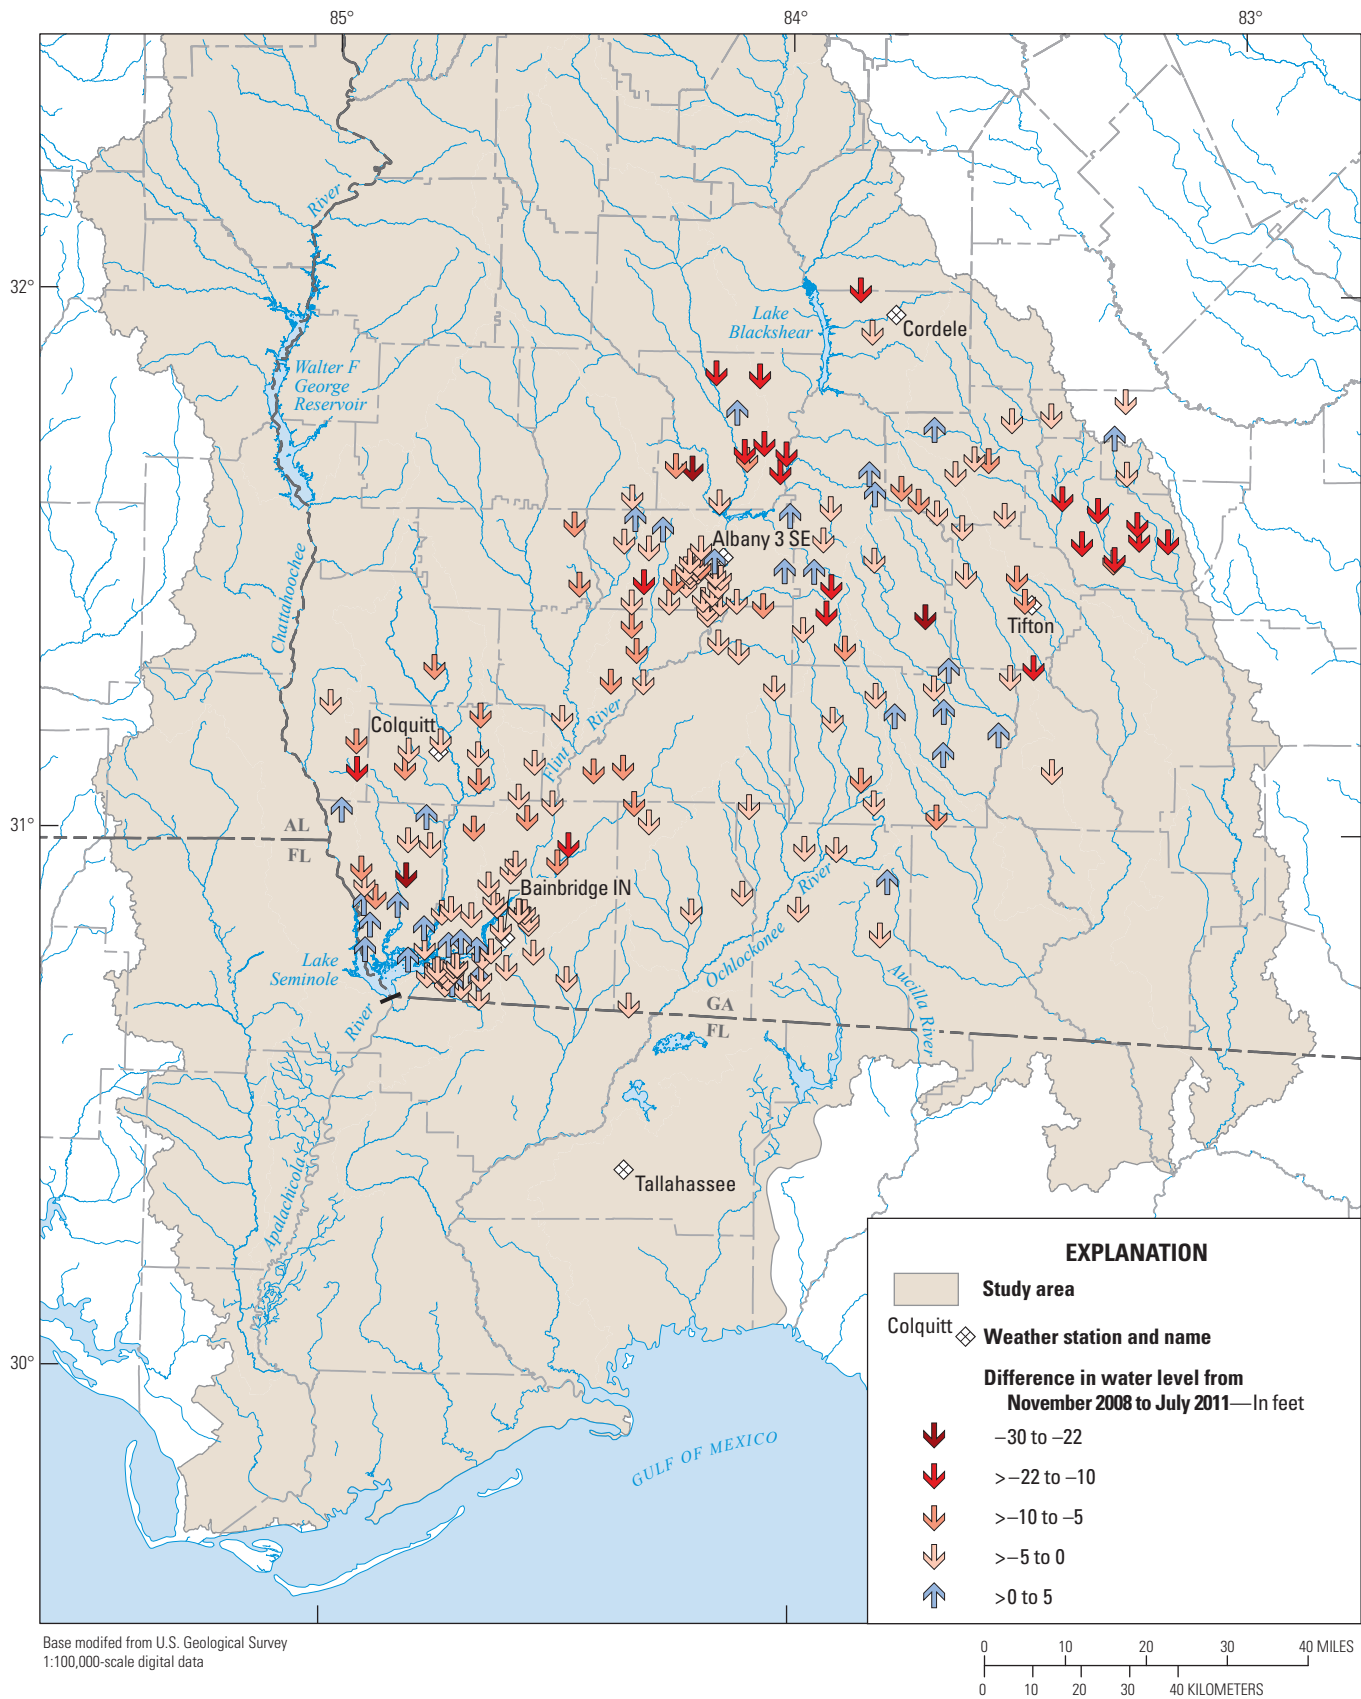 85°
84°
83°
32°
31°
30°
River
Lake
Blackshear
Cordele
Walter F
George
Reservoir
Albany 3 SE
Chattahoochee
Tifton
Colquitt
Flint
River
AL
FL
Bainbridge IN
River
Ochlockonee
Lake
Seminole
Aucilla River
GA
FL
River
Apalachicola
Tallahassee
GULF OF MEXICO
EXPLANATION
Study area
Colquitt
Weather station and name
Difference in water level from
November 2008 to July 2011—In feet
–30 to –22
>–22 to –10
>–10 to –5
>–5 to 0
>0 to 5
Base modifed from U.S. Geological Survey
1:100,000-scale digital data
0 10 20 30 40 MILES
0 10 20 30 40 KILOMETERS